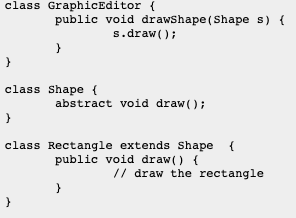 class GraphicEditor {
        public void drawShape(Shape s) {
                s.draw();
        }
}

class Shape {
        abstract void draw();
}

class Rectangle extends Shape  {
        public void draw() {
                // draw the rectangle
        }
}